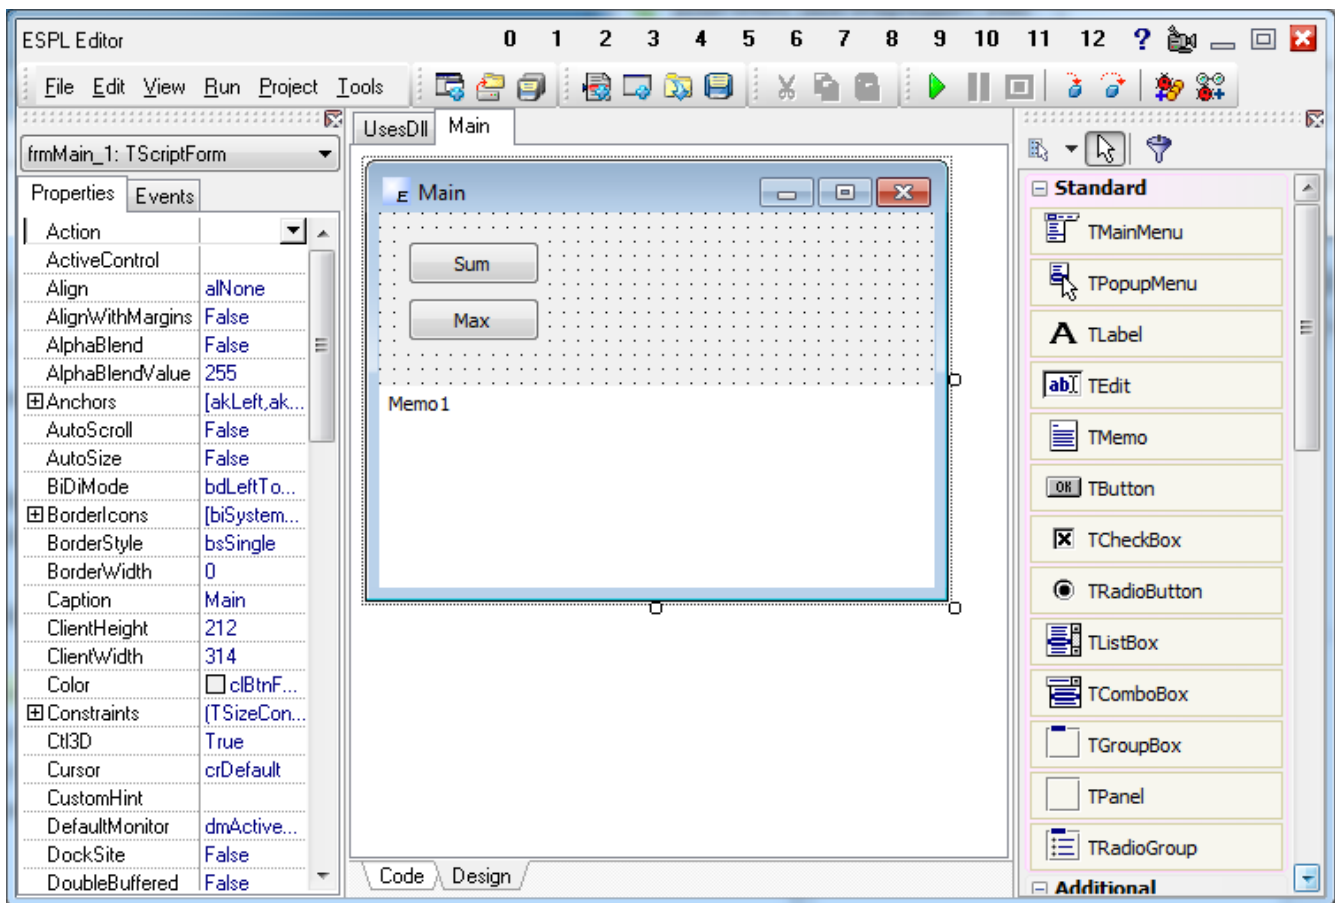 ESPL Editor 0 1 2 3 4 5 6 7 8 9 10 11 12 ?
File Edit View Run Project Tools
frmMain_1: TScriptForm
Properties Events
Action
ActiveControl
Align alNone
AlignWithMargins False
AlphaBlend False
AlphaBlendValue 255
Anchors [akLeft,ak...
AutoScroll False
AutoSize False
BiDiMode bdLeftTo...
BorderIcons [biSystem...
BorderStyle bsSingle
BorderWidth 0
Caption Main
ClientHeight 212
ClientWidth 314
Color clBtnF...
Constraints (TSizeCon...
Ctl3D True
Cursor crDefault
CustomHint
DefaultMonitor dmActive...
DockSite False
DoubleBuffered False
UsesDll Main
E Main
Sum
Max
Memo1
Code Design
Standard
TMainMenu
TPopupMenu
A TLabel
ab TEdit
TMemo
OK TButton
TCheckBox
TRadioButton
TListBox
TComboBox
TGroupBox
TPanel
TRadioGroup
Additional